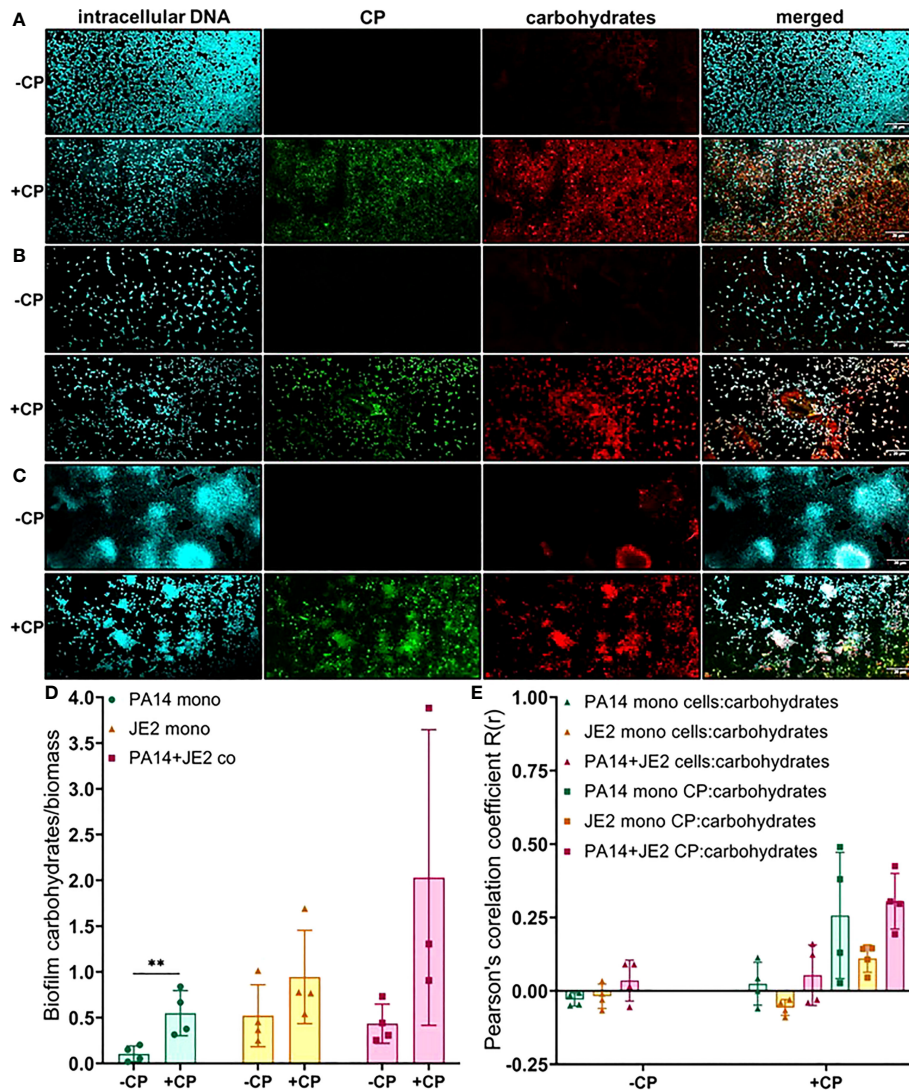 A intracellular DNA CP carbohydrates merged
-CP
+CP
B
-CP
+CP
C
-CP
+CP
D
4.0
3.5
3.0
2.5
2.0
1.5
1.0
0.5
0.0
Biofilm carbohydrates/biomass
PA14 mono
JE2 mono
PA14+JE2 co
**
-CP +CP -CP +CP -CP +CP
E
1.00
0.75
0.50
0.25
0.00
-0.25
Pearson's corelation coefficient R(r)
PA14 mono cells:carbohydrates
JE2 mono cells:carbohydrates
PA14+JE2 cells:carbohydrates
PA14 mono CP:carbohydrates
JE2 mono CP:carbohydrates
PA14+JE2 CP:carbohydrates
-CP +CP